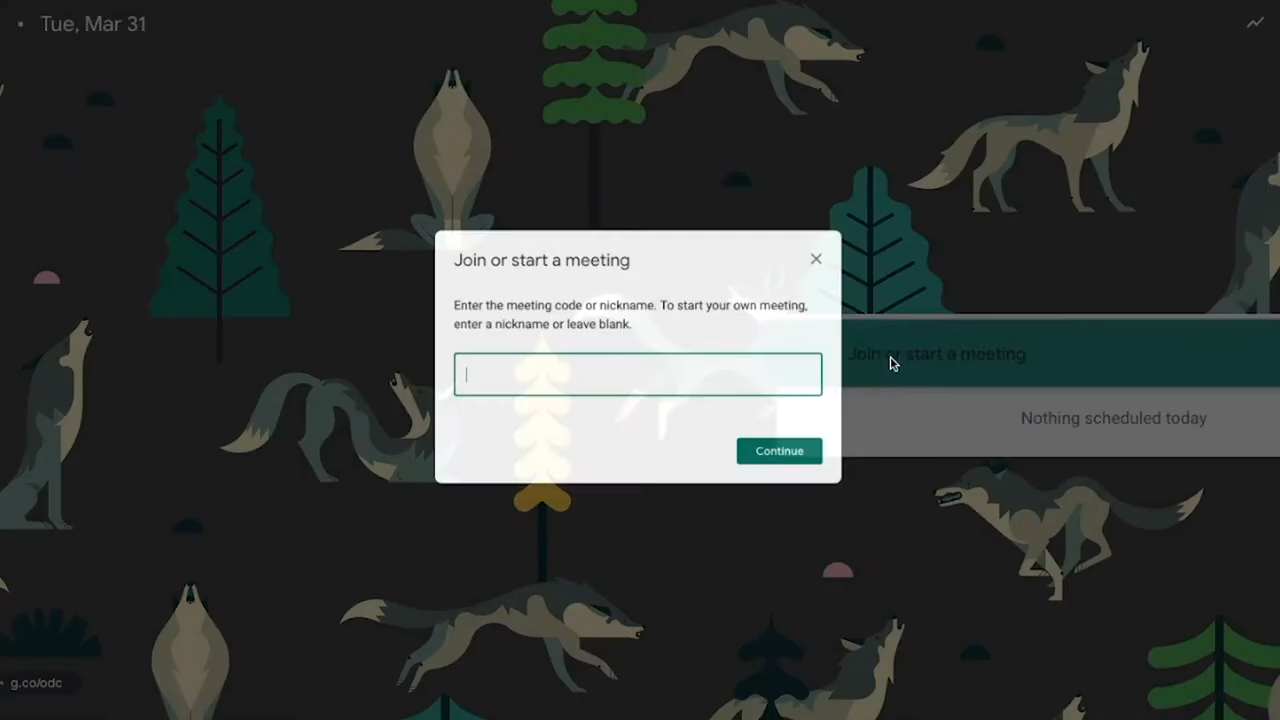 Tue, Mar 31
Join or start a meeting
Enter the meeting code or nickname. To start your own meeting,
enter a nickname or leave blank.
Continue
Join or start a meeting
Nothing scheduled today
g.co/odc